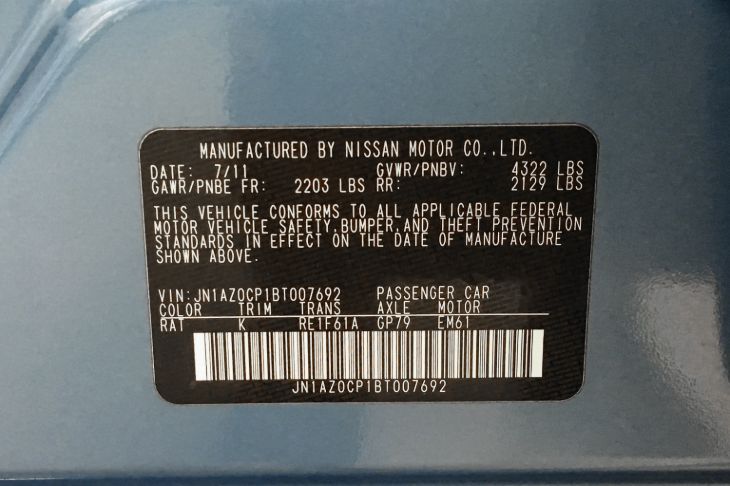 MANUFACTURED BY NISSAN MOTOR CO.,LTD.
DATE: 7/11 GVWR/PNBV: 4322 LBS
GAWR/PNBE FR: 2203 LBS RR: 2129 LBS
THIS VEHICLE CONFORMS TO ALL APPLICABLE FEDERAL
MOTOR VEHICLE SAFETY,BUMPER,AND THEFT PREVENTION
STANDARDS IN EFFECT ON THE DATE OF MANUFACTURE
SHOWN ABOVE.
VIN:JN1AZ0CP1BT007692 PASSENGER CAR
COLOR TRIM TRANS AXLE MOTOR
RAT K RE1F61A GP79 EM61
JN1AZ0CP1BT007692